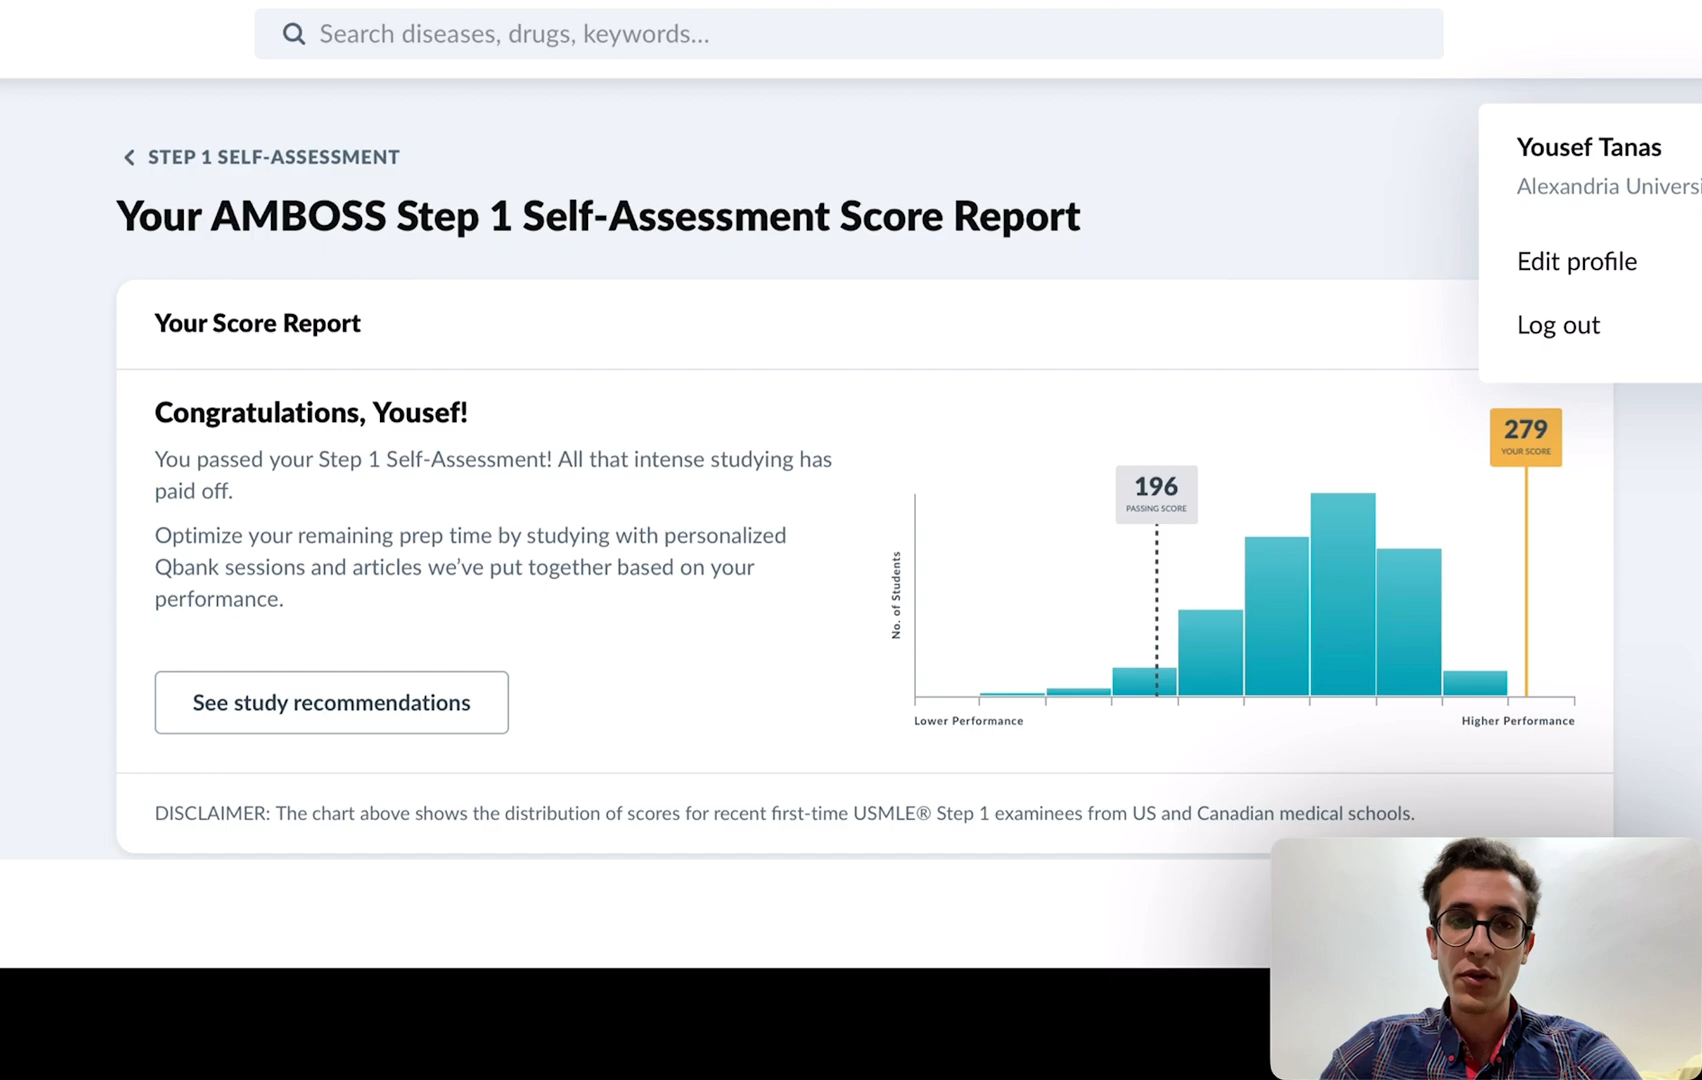 Search diseases, drugs, keywords...
STEP 1 SELF-ASSESSMENT
Your AMBOSS Step 1 Self-Assessment Score Report
Yousef Tanas
Alexandria Universi
Edit profile
Log out
Your Score Report
Congratulations, Yousef!
You passed your Step 1 Self-Assessment! All that intense studying has
paid off.
Optimize your remaining prep time by studying with personalized
Qbank sessions and articles we've put together based on your
performance.
See study recommendations
279
YOUR SCORE
196
PASSING SCORE
No. of Students
Lower Performance
Higher Performance
DISCLAIMER: The chart above shows the distribution of scores for recent first-time USMLE® Step 1 examinees from US and Canadian medical schools.